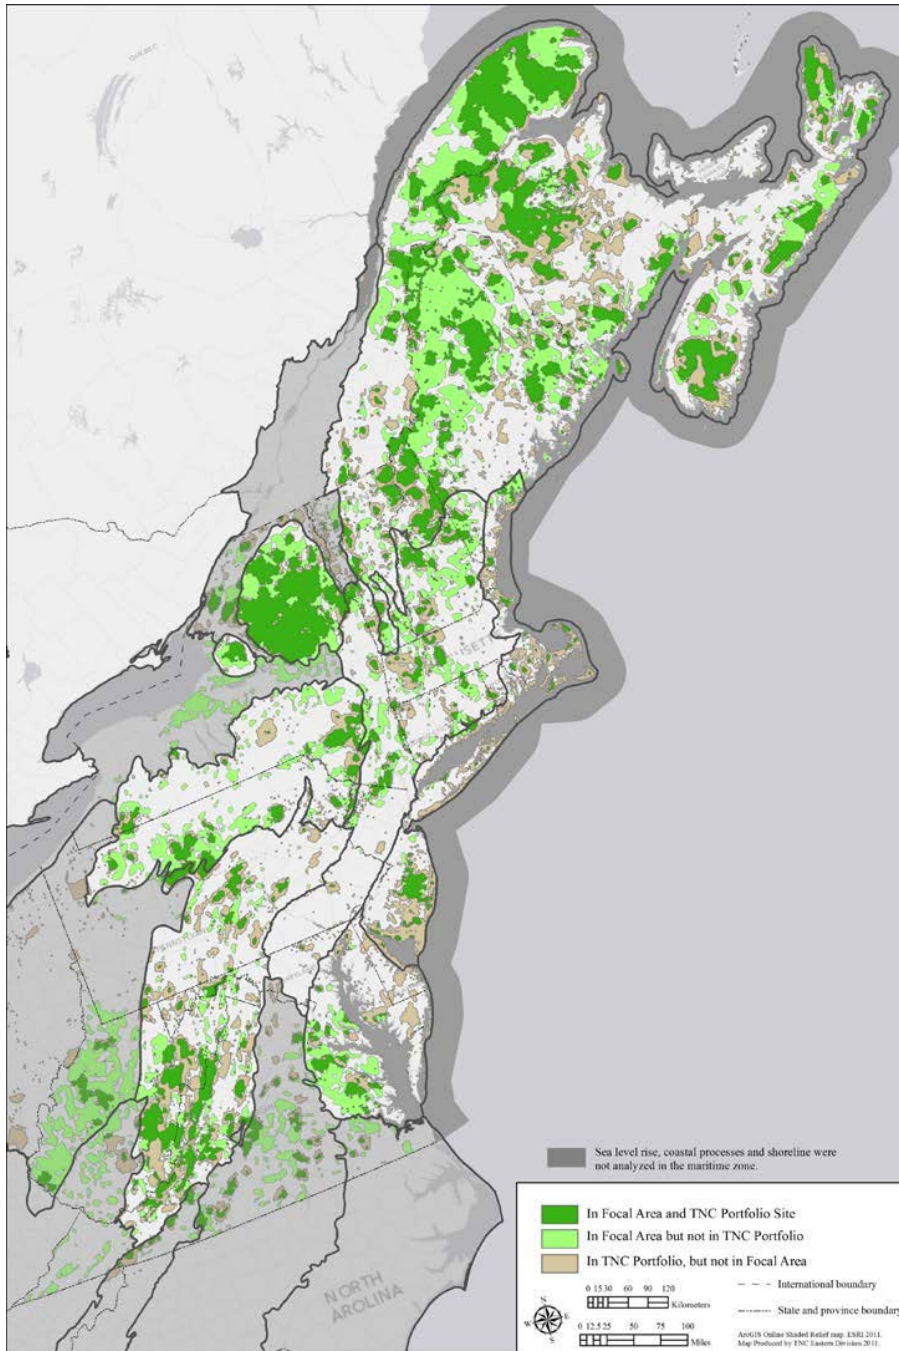 QUEBEC
PENNSYLVANIA
NORTH
AROLINA
Sea level rise, coastal processes and shoreline were
not analyzed in the maritime zone.
In Focal Area and TNC Portfolio Site
In Focal Area but not in TNC Portfolio
In TNC Portfolio, but not in Focal Area
N
W E
S
0 15 30 60 90 120
Kilometers
0 12.5 25 50 75 100
Miles
International boundary
State and province boundary
ArcGIS Online Shaded Relief map. ESRI 2011.
Map Produced by TNC Eastern Division 2011.